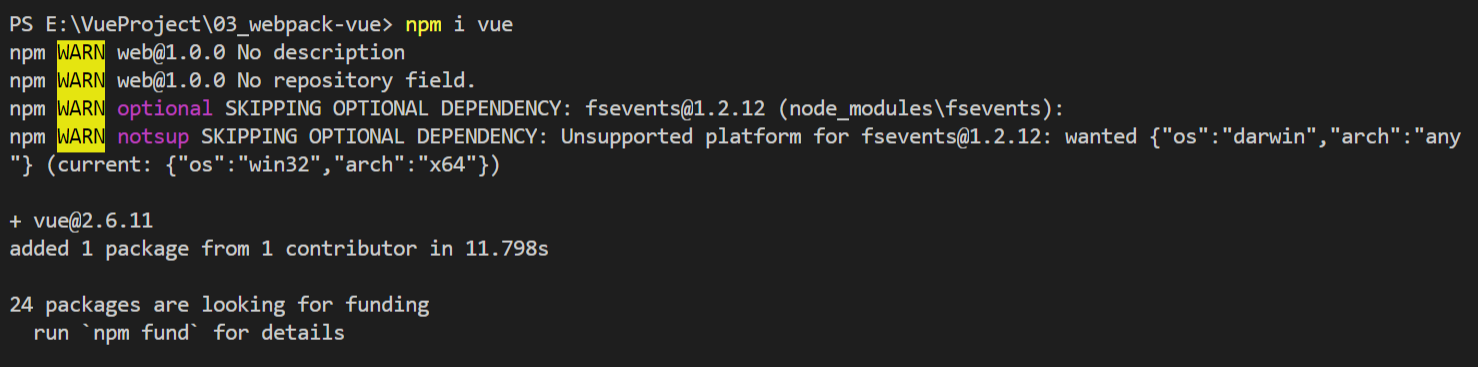 PS E:\VueProject\03_webpack-vue> npm i vue
npm WARN web@1.0.0 No description
npm WARN web@1.0.0 No repository field.
npm WARN optional SKIPPING OPTIONAL DEPENDENCY: fsevents@1.2.12 (node_modules\fsevents):
npm WARN notsup SKIPPING OPTIONAL DEPENDENCY: Unsupported platform for fsevents@1.2.12: wanted {"os":"darwin","arch":"any
"} (current: {"os":"win32","arch":"x64"})
+ vue@2.6.11
added 1 package from 1 contributor in 11.798s
24 packages are looking for funding
  run `npm fund` for details